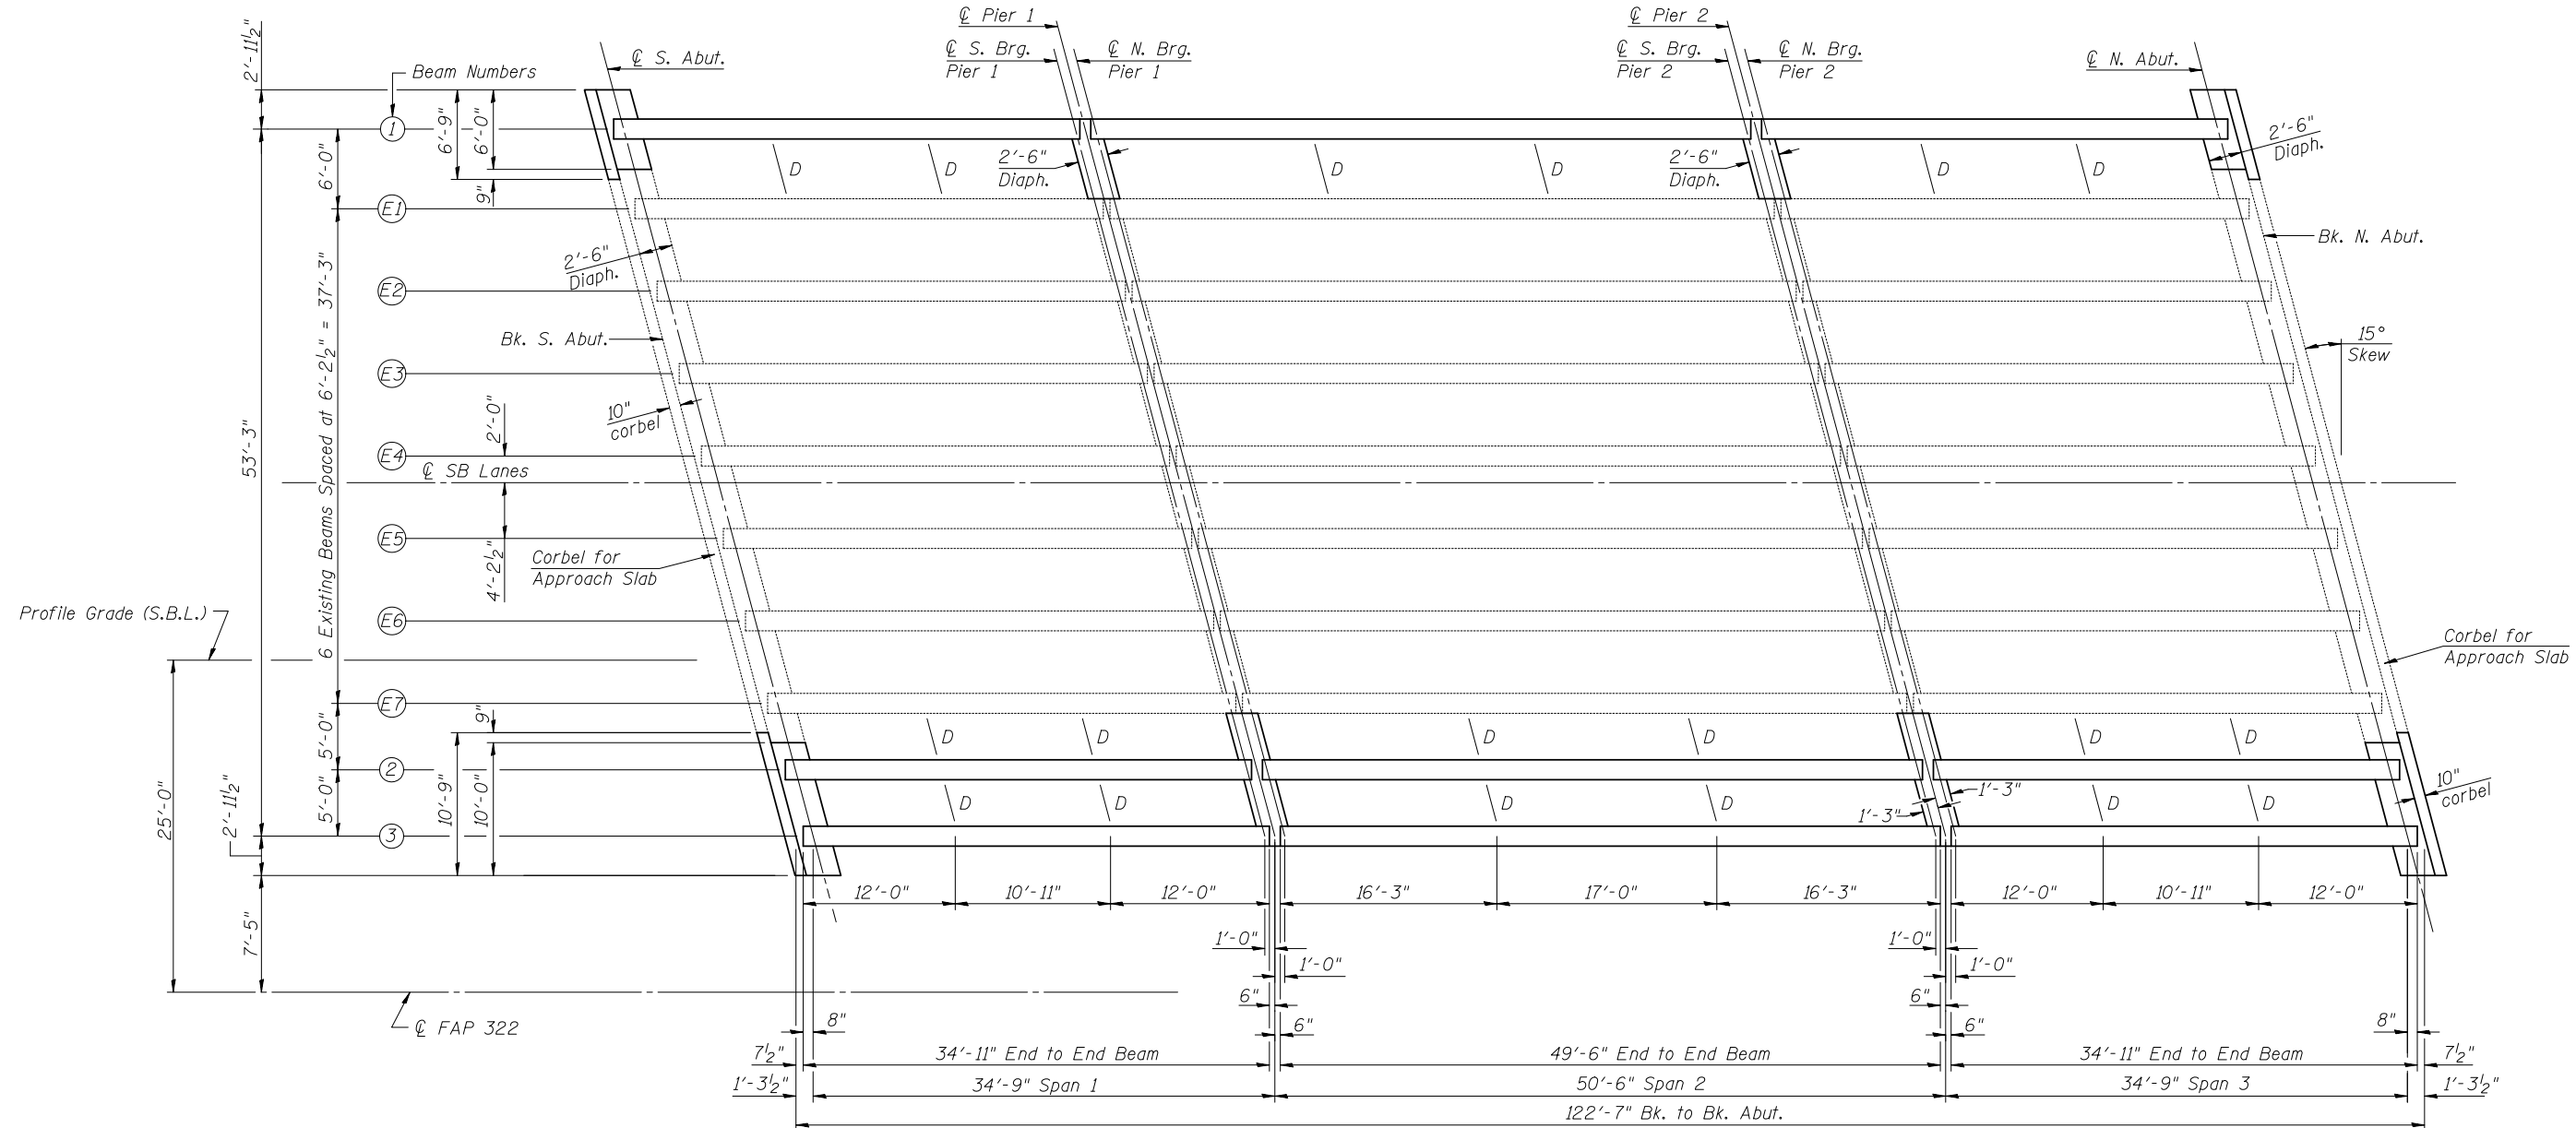 ℄ Pier 1
℄ Pier 2
2'-11½"
℄ S. Abut.
℄ S. Brg.
Pier 1
℄ N. Brg.
Pier 1
℄ S. Brg.
Pier 2
℄ N. Brg.
Pier 2
℄ N. Abut.
Beam Numbers
1
6'-9"
6'-0"
9"
6'-0"
D
D
2'-6"
Diaph.
D
D
2'-6"
Diaph.
D
D
2'-6"
Diaph.
E1
Bk. N. Abut.
2'-6"
Diaph.
E2
Bk. S. Abut.
15°
Skew
E3
10"
corbel
2'-0"
53'-3"
6 Existing Beams Spaced at 6'-2½" = 37'-3"
E4
℄ SB Lanes
E5
Corbel for
Approach Slab
4'-2½"
Profile Grade (S.B.L.)
E6
Corbel for
Approach Slab
E7
9"
5'-0"
D
D
D
D
D
D
2
10'-9"
10'-0"
5'-0"
2'-11½"
25'-0"
D
D
D
D
1'-3"
1'-3"
D
D
10"
corbel
3
12'-0"
10'-11"
12'-0"
16'-3"
17'-0"
16'-3"
12'-0"
10'-11"
12'-0"
7'-5"
1'-0"
1'-0"
1'-0"
1'-0"
6"
6"
℄ FAP 322
8"
6"
6"
8"
7½"
34'-11" End to End Beam
49'-6" End to End Beam
34'-11" End to End Beam
7½"
1'-3½"
34'-9" Span 1
50'-6" Span 2
34'-9" Span 3
1'-3½"
122'-7" Bk. to Bk. Abut.